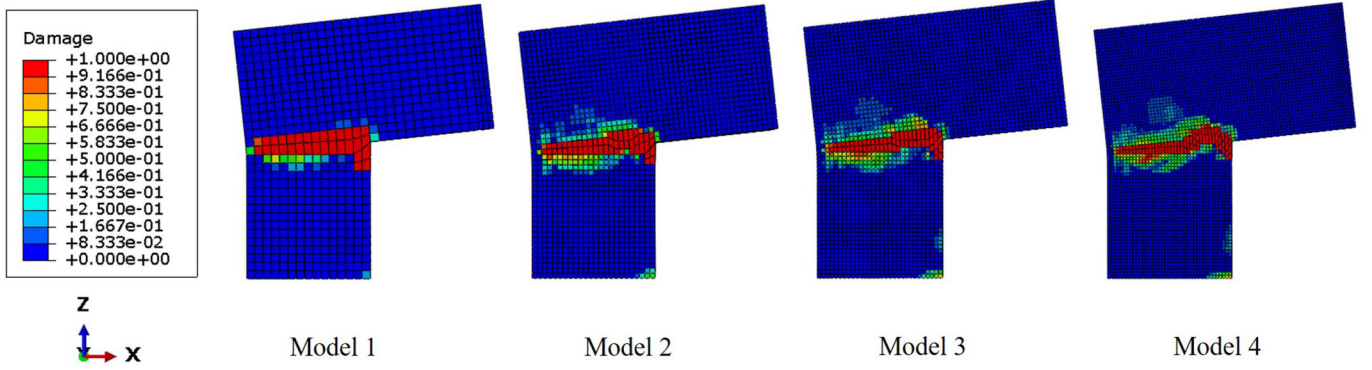 Damage
+1.000e+00
+9.166e-01
+8.333e-01
+7.500e-01
+6.666e-01
+5.833e-01
+5.000e-01
+4.166e-01
+3.333e-01
+2.500e-01
+1.667e-01
+8.333e-02
+0.000e+00
Z
X
Model 1
Model 2
Model 3
Model 4